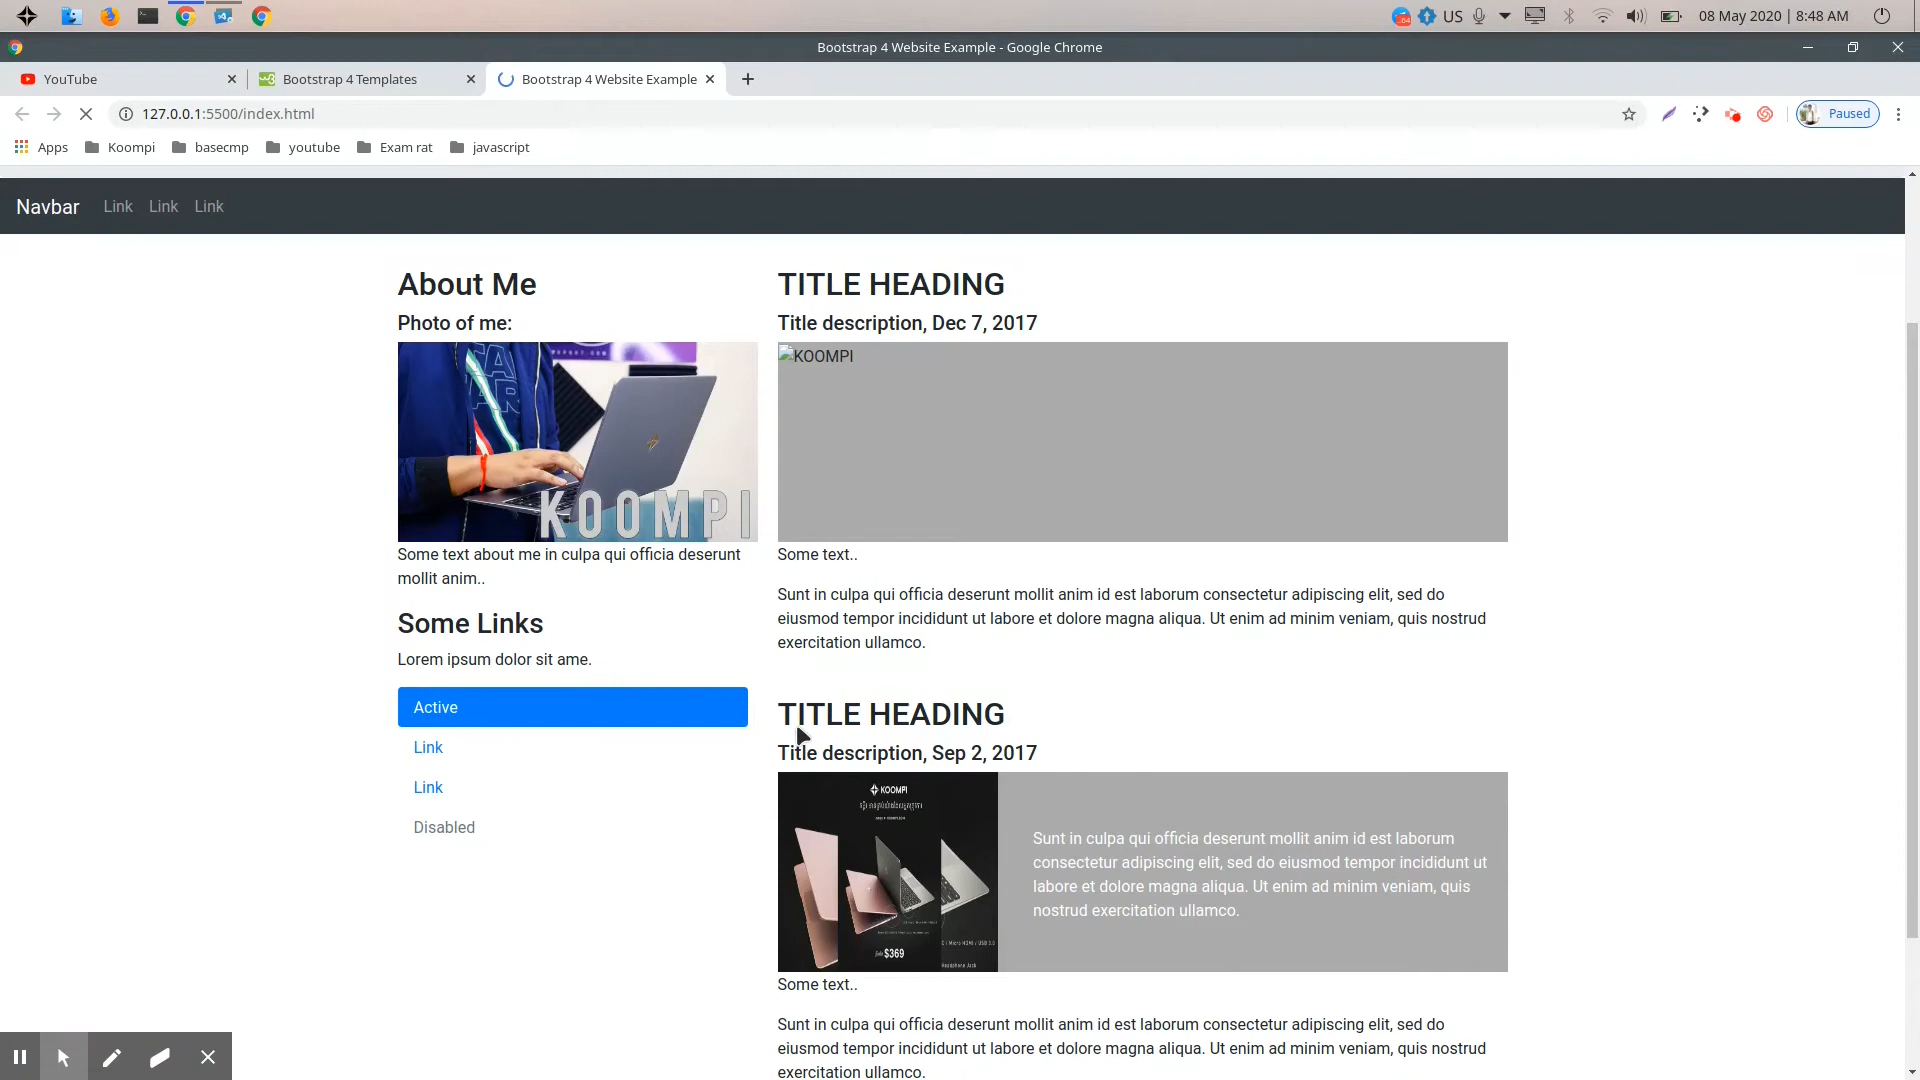 US
08 May 2020 | 8:48 AM
Bootstrap 4 Website Example - Google Chrome
YouTube
Bootstrap 4 Templates
Bootstrap 4 Website Example
127.0.0.1:5500/index.html
Paused
Apps
Koompi
basecmp
youtube
Exam rat
javascript
Navbar
Link
Link
Link
About Me
Photo of me:
KOOMPI
Some text about me in culpa qui officia deserunt
mollit anim..
Some Links
Lorem ipsum dolor sit ame.
Active
Link
Link
Disabled
TITLE HEADING
Title description, Dec 7, 2017
KOOMPI
Some text..
Sunt in culpa qui officia deserunt mollit anim id est laborum consectetur adipiscing elit, sed do
eiusmod tempor incididunt ut labore et dolore magna aliqua. Ut enim ad minim veniam, quis nostrud
exercitation ullamco.
TITLE HEADING
Title description, Sep 2, 2017
KOOMPI
$369
Sunt in culpa qui officia deserunt mollit anim id est laborum
consectetur adipiscing elit, sed do eiusmod tempor incididunt ut
labore et dolore magna aliqua. Ut enim ad minim veniam, quis
nostrud exercitation ullamco.
Some text..
Sunt in culpa qui officia deserunt mollit anim id est laborum consectetur adipiscing elit, sed do
eiusmod tempor incididunt ut labore et dolore magna aliqua. Ut enim ad minim veniam, quis nostrud
exercitation ullamco.